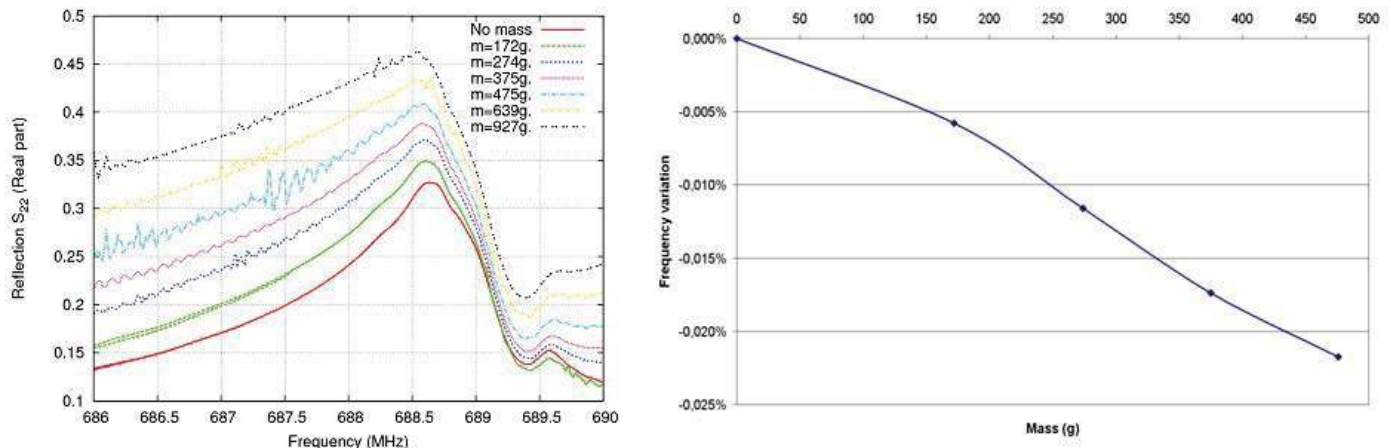 0.5
0.45
0.4
0.35
0.3
0.25
0.2
0.15
0.1
Reflection S22 (Real part)
No mass
m=172g.
m=274g.
m=375g.
m=475g.
m=639g.
m=927g.
686 686.5 687 687.5 688 688.5 689 689.5 690
Frequency (MHz)
0 50 100 150 200 250 300 350 400 450 500
0,000%
-0,005%
-0,010%
-0,015%
-0,020%
-0,025%
Frequency variation
Mass (g)